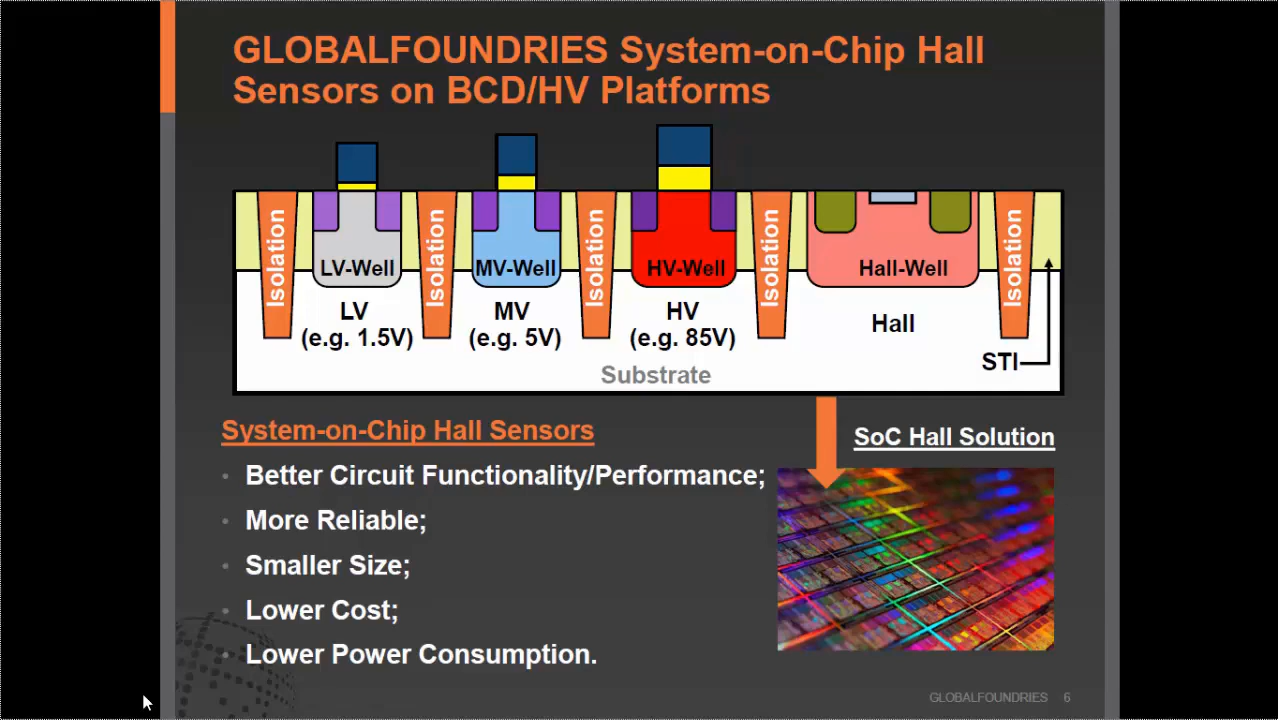 GLOBALFOUNDRIES System-on-Chip Hall
Sensors on BCD/HV Platforms
Isolation
LV-Well
Isolation
MV-Well
Isolation
HV-Well
Isolation
Hall-Well
Isolation
LV
(e.g. 1.5V)
MV
(e.g. 5V)
HV
(e.g. 85V)
Hall
STI
Substrate
System-on-Chip Hall Sensors
SoC Hall Solution
· Better Circuit Functionality/Performance;
· More Reliable;
· Smaller Size;
· Lower Cost;
· Lower Power Consumption.
GLOBALFOUNDRIES 6